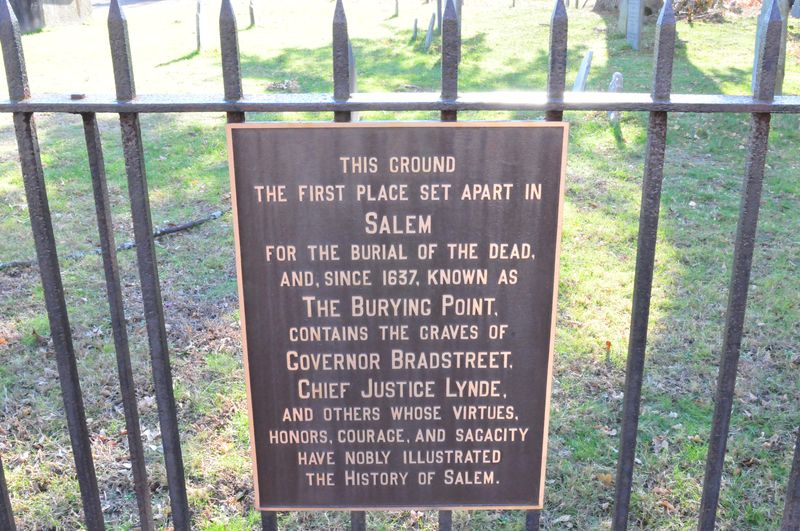 THIS GROUND
THE FIRST PLACE SET APART IN
SALEM
FOR THE BURIAL OF THE DEAD,
AND, SINCE 1637, KNOWN AS
THE BURYING POINT,
CONTAINS THE GRAVES OF
GOVERNOR BRADSTREET,
CHIEF JUSTICE LYNDE,
AND OTHERS WHOSE VIRTUES,
HONORS, COURAGE, AND SAGACITY
HAVE NOBLY ILLUSTRATED
THE HISTORY OF SALEM.